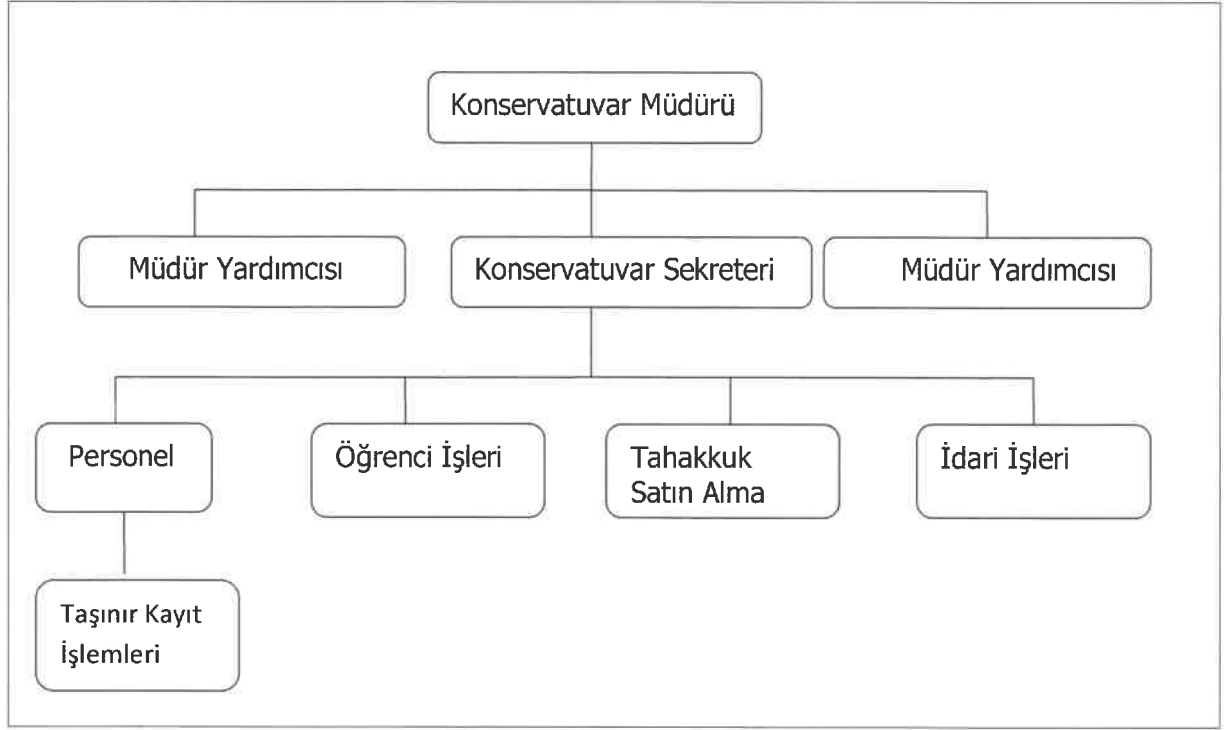 Konservatuvar Müdürü
Müdür Yardımcısı
Konservatuvar Sekreteri
Müdür Yardımcısı
Personel
Öğrenci İşleri
Tahakkuk
Satın Alma
İdari İşleri
Taşınır Kayıt
İşlemleri